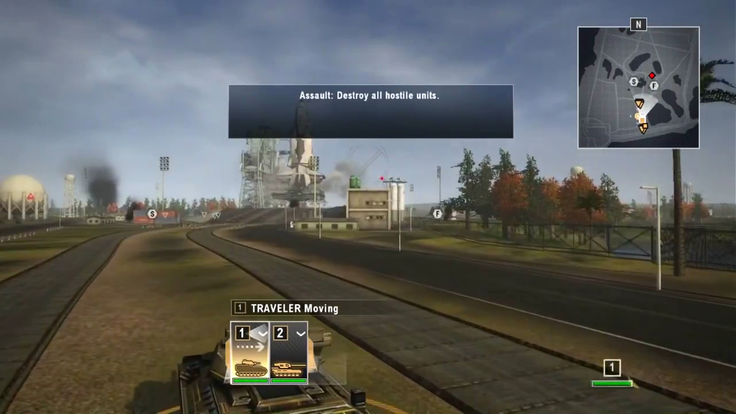 N
Assault: Destroy all hostile units.
S
F
S
F
1 TRAVELER Moving
1 2
1